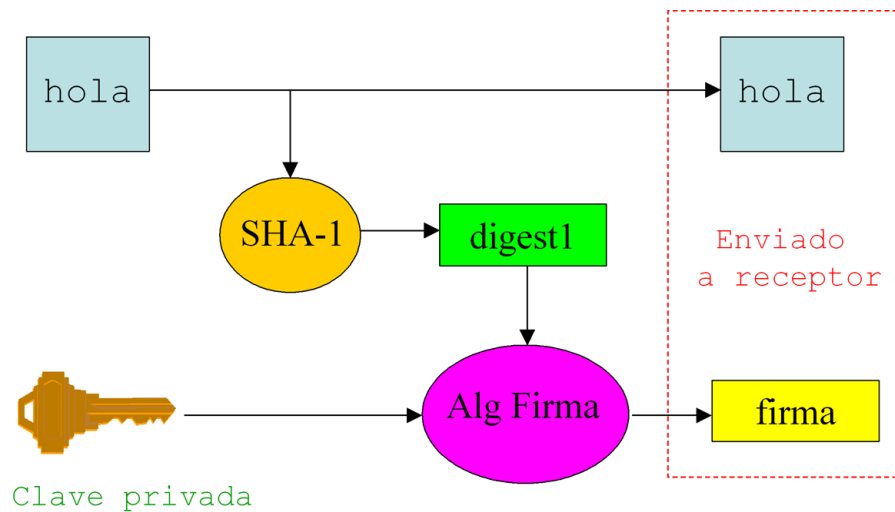 hola
hola
SHA-1
digest1
Enviado
a receptor
Alg Firma
firma
Clave privada